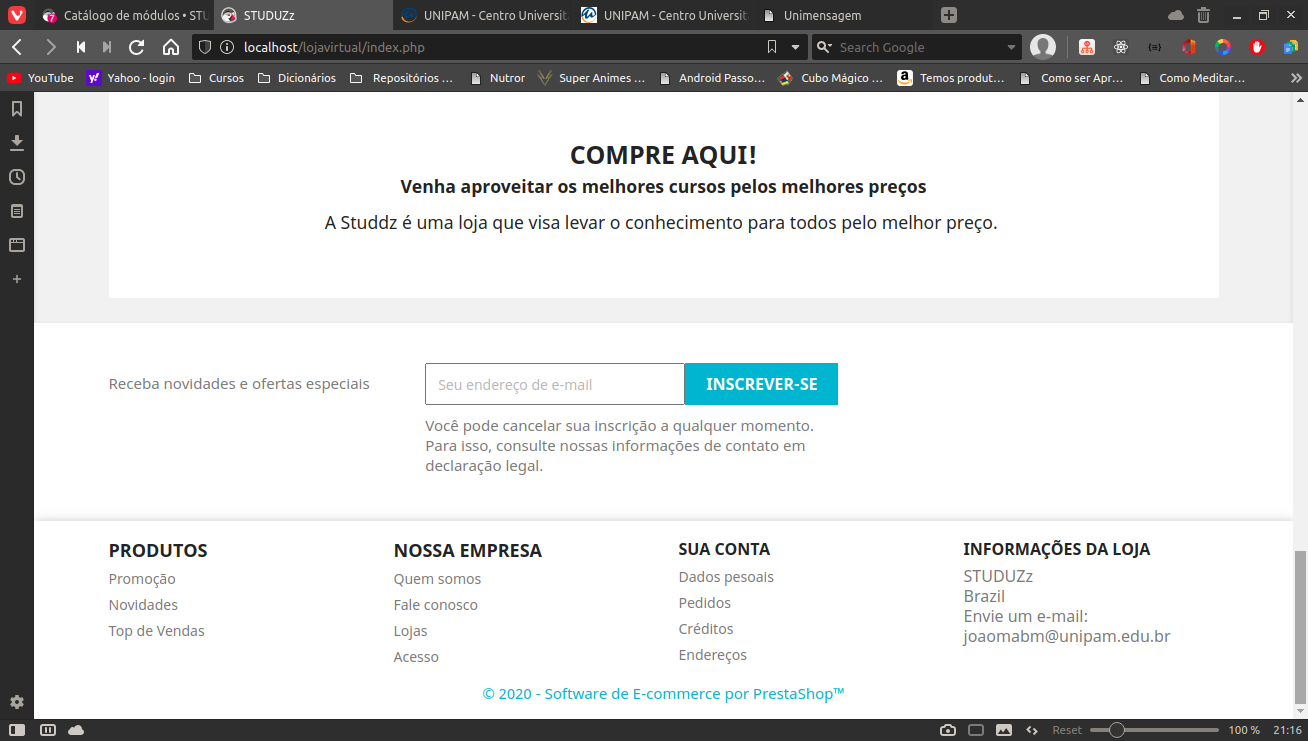 Catálogo de módulos • STU
STUDUZz
UNIPAM - Centro Universit
UNIPAM - Centro Universit
Unimensagem
localhost/lojavirtual/index.php
Search Google
YouTube
Yahoo - login
Cursos
Dicionários
Repositórios ...
Nutror
Super Animes ...
Android Passo...
Cubo Mágico ...
Temos produt...
Como ser Apr...
Como Meditar...
COMPRE AQUI!
Venha aproveitar os melhores cursos pelos melhores preços
A Studdz é uma loja que visa levar o conhecimento para todos pelo melhor preço.
Receba novidades e ofertas especiais
Seu endereço de e-mail
INSCREVER-SE
Você pode cancelar sua inscrição a qualquer momento.
Para isso, consulte nossas informações de contato em
declaração legal.
PRODUTOS
Promoção
Novidades
Top de Vendas
NOSSA EMPRESA
Quem somos
Fale conosco
Lojas
Acesso
SUA CONTA
Dados pesoais
Pedidos
Créditos
Endereços
INFORMAÇÕES DA LOJA
STUDUZz
Brazil
Envie um e-mail:
joaomabm@unipam.edu.br
© 2020 - Software de E-commerce por PrestaShop™
Reset
100 %
21:16